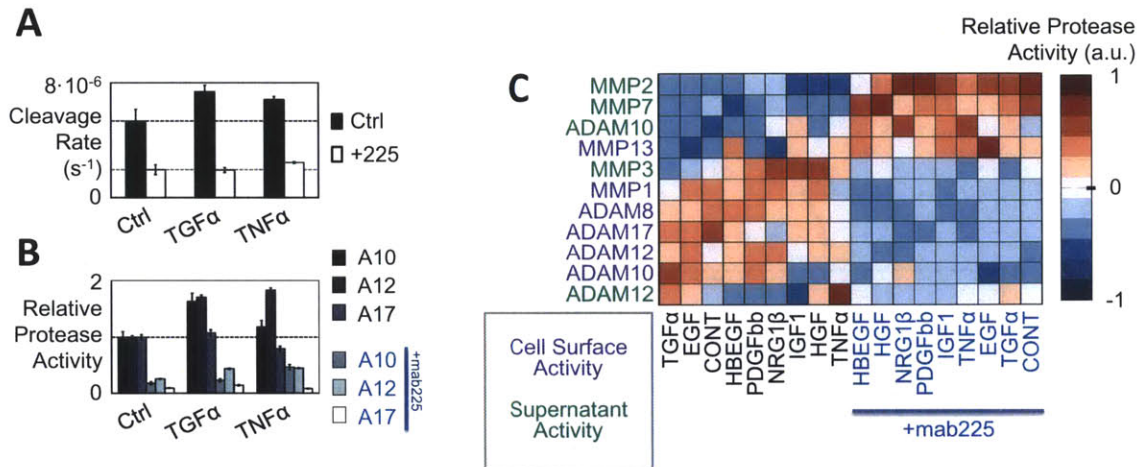 A
8·10⁻⁶
Cleavage
Rate
(s⁻¹)
0
Ctrl
TGFα
TNFα
Ctrl
+225
B
2
Relative
Protease
Activity
0
Ctrl
TGFα
TNFα
A10
A12
A17
A10
A12
A17
+mab225
C
MMP2
MMP7
ADAM10
MMP13
MMP3
MMP1
ADAM8
ADAM17
ADAM12
ADAM10
ADAM12
TGFα
EGF
CONT
HBEGF
PDGFbb
NRG1β
IGF1
HGF
TNFα
HBEGF
HGF
NRG1β
PDGFbb
IGF1
TNFα
EGF
TGFα
CONT
+mab225
Cell Surface
Activity
Supernatant
Activity
Relative Protease
Activity (a.u.)
1
0
-1